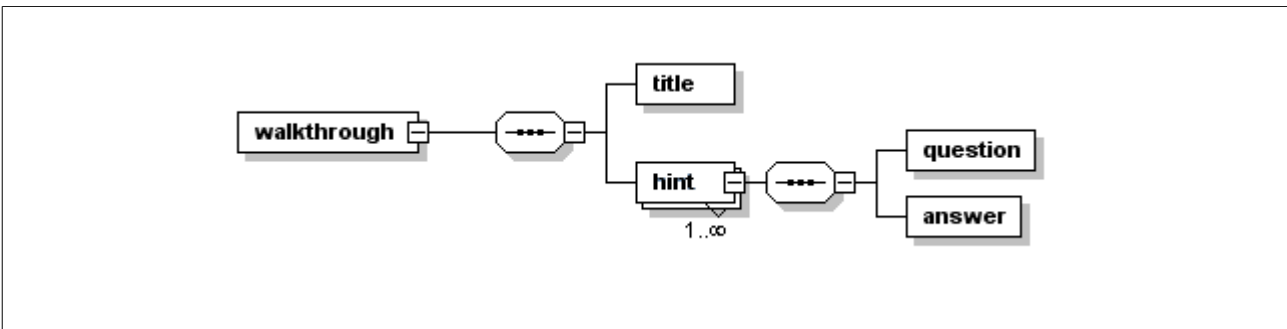 title
walkthrough
question
hint
answer
1..∞